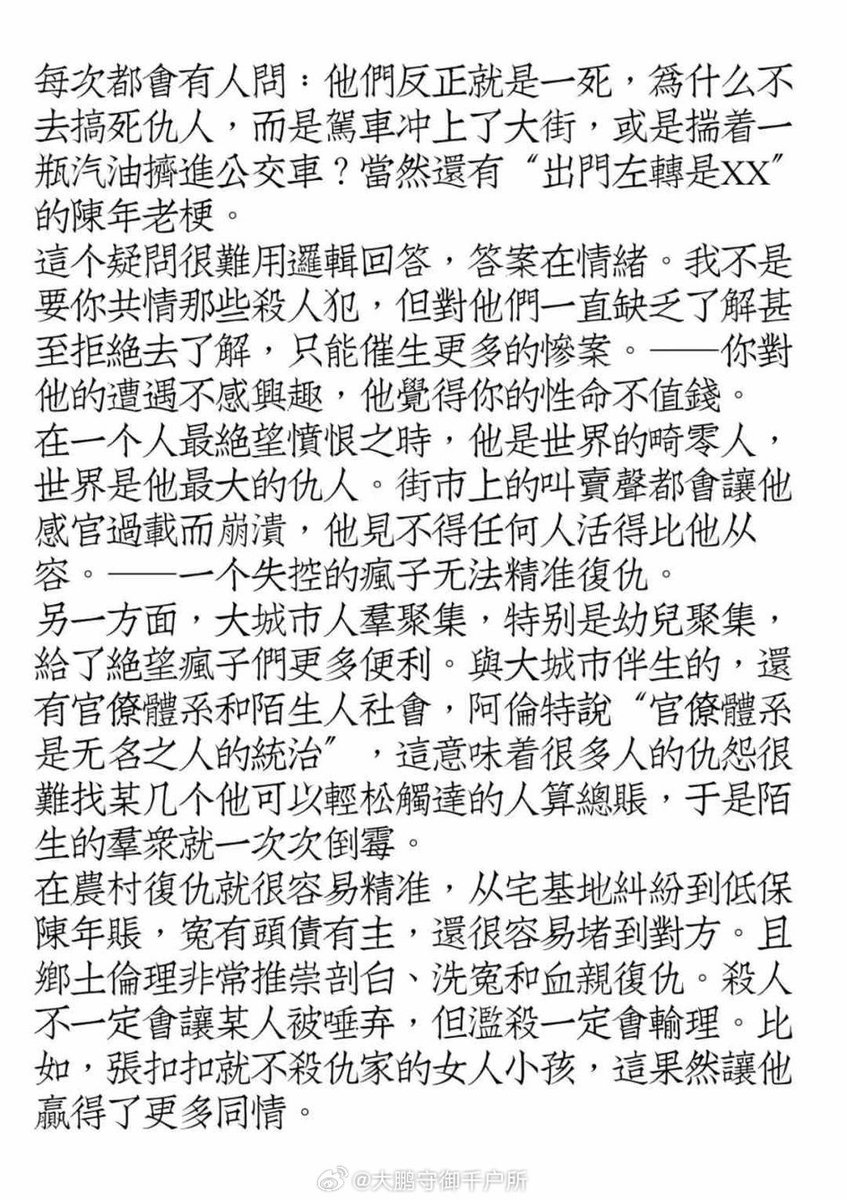 每次都會有人問：他們反正就是一死，爲什么不
去搞死仇人，而是駕車冲上了大街，或是揣着一
瓶汽油擠進公交車？當然還有“出門左轉是XX”
的陳年老梗。
這个疑問很難用邏輯回答，答案在情緒。我不是
要你共情那些殺人犯，但對他們一直缺乏了解甚
至拒絶去了解，只能催生更多的慘案。——你對
他的遭遇不感興趣，他覺得你的性命不值錢。
在一个人最絶望憤恨之時，他是世界的畸零人，
世界是他最大的仇人。街市上的叫賣聲都會讓他
感官過載而崩潰，他見不得任何人活得比他从
容。——一个失控的瘋子无法精准復仇。
另一方面，大城市人羣聚集，特别是幼兒聚集，
給了絶望瘋子們更多便利。與大城市伴生的，還
有官僚體系和陌生人社會，阿倫特說“官僚體系
是无名之人的統治”，這意味着很多人的仇怨很
難找某几个他可以輕松觸達的人算總賬，于是陌
生的羣衆就一次次倒霉。
在農村復仇就很容易精准，从宅基地糾紛到低保
陳年賬，冤有頭債有主，還很容易堵到對方。且
鄉土倫理非常推崇剖白、洗冤和血親復仇。殺人
不一定會讓某人被唾弃，但濫殺一定會輸理。比
如，張扣扣就不殺仇家的女人小孩，這果然讓他
贏得了更多同情。
@大鹏守御千户所